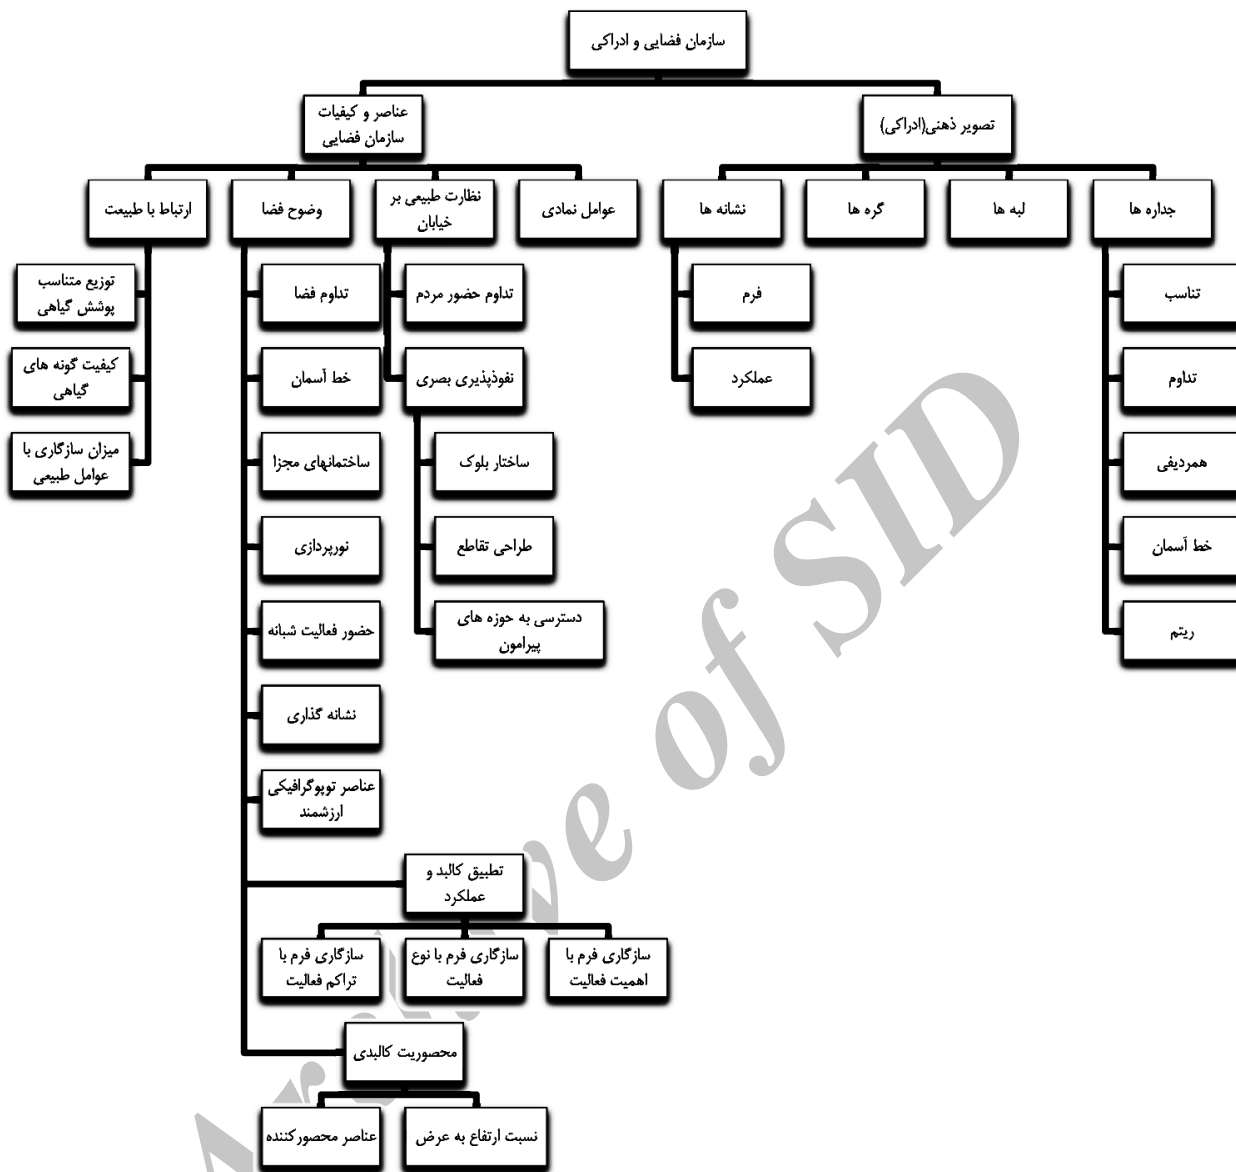 سازمان فضایی و ادراکی
تصویر ذهنی(ادراکی)
عناصر و کیفیات
سازمان فضایی
جداره ها
لبه ها
گره ها
نشانه ها
عوامل نمادی
نظارت طبیعی بر
خیابان
وضوح فضا
ارتباط با طبیعت
تناسب
تداوم
همردیفی
خط آسمان
ریتم
فرم
عملکرد
تداوم حضور مردم
نفوذپذیری بصری
ساختار بلوک
طراحی تقاطع
دسترسی به حوزه های
پیرامون
تداوم فضا
خط آسمان
ساختمانهای مجزا
نورپردازی
حضور فعالیت شبانه
نشانه گذاری
عناصر توپوگرافیکی
ارزشمند
تطبیق کالبد و
عملکرد
سازگاری فرم با
اهمیت فعالیت
سازگاری فرم با نوع
فعالیت
سازگاری فرم با
تراکم فعالیت
محصوریت کالبدی
نسبت ارتفاع به عرض
عناصر محصورکننده
توزیع متناسب
پوشش گیاهی
کیفیت گونه های
گیاهی
میزان سازگاری با
عوامل طبیعی
Archive of SID